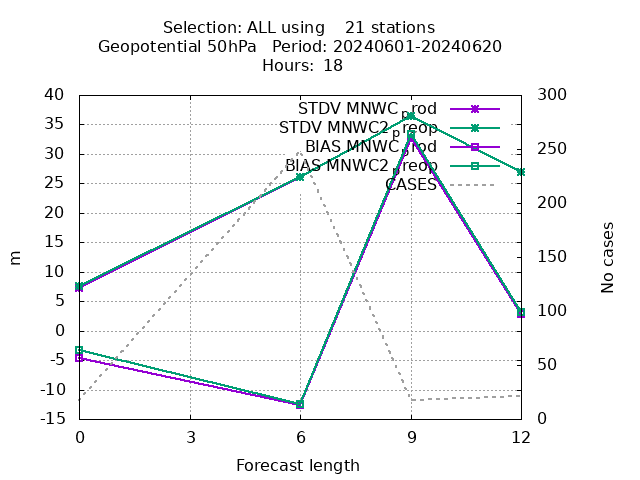 Selection: ALL using    21 stations
Geopotential 50hPa   Period: 20240601-20240620
Hours: 18
40
35
30
25
20
15
10
5
0
-5
-10
-15
m
300
250
200
150
100
50
0
No cases
STDV MNWC_prod
STDV MNWC2_preop
BIAS MNWC_prod
BIAS MNWC2_preop
CASES
0 3 6 9 12
Forecast length